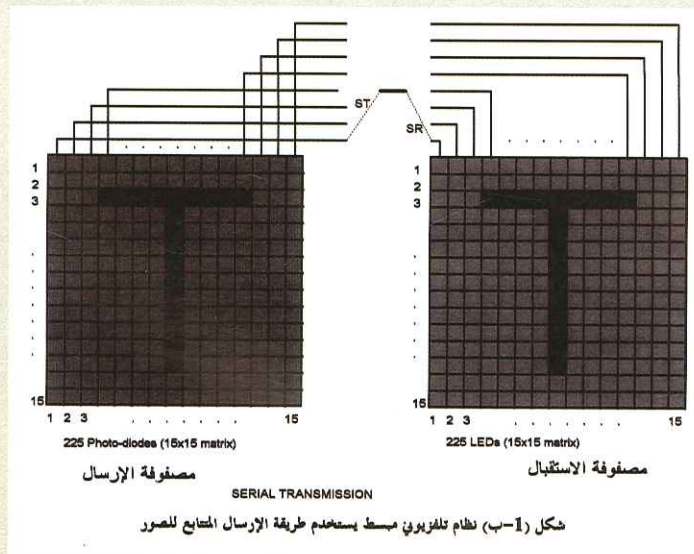 ST
SR
1
2
3
15
1 2 3 . . . . . . . 15
225 Photo-diodes (15x15 matrix)
مصفوفة الإرسال
1
2
3
15
1 2 3 . . . . . . . 15
225 LEDs (15x15 matrix)
مصفوفة الاستقبال
SERIAL TRANSMISSION
شكل (1-ب) نظام تلفزيوني مبسط يستخدم طريقة الإرسال المتتابع للصور